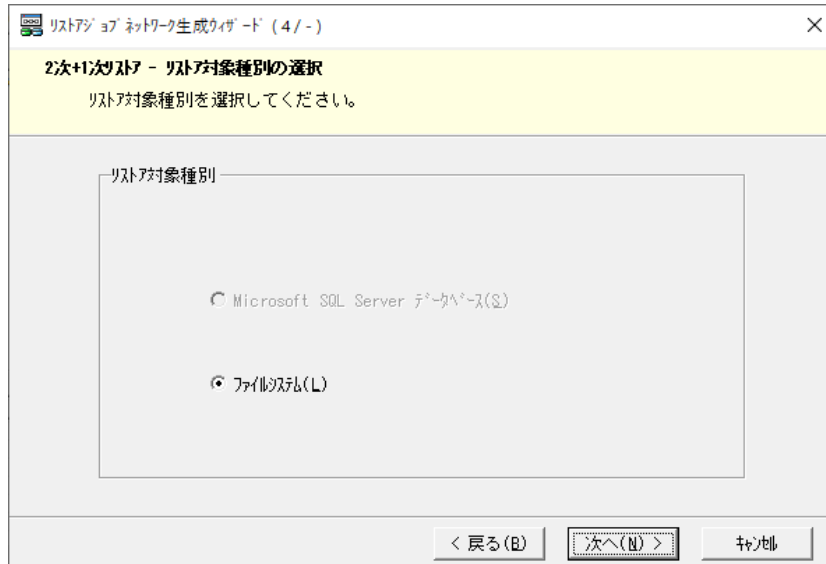 ﾘｽﾄｱｼﾞｮﾌﾞﾈｯﾄﾜｰｸ生成ｳｨｻﾞｰﾄﾞ (4/-)
2次+1次ﾘｽﾄｱ - ﾘｽﾄｱ対象種別の選択
ﾘｽﾄｱ対象種別を選択してください。
ﾘｽﾄｱ対象種別
Microsoft SQL Server ﾃﾞｰﾀﾍﾞｰｽ(S)
ﾌｧｲﾙｼｽﾃﾑ(L)
< 戻る(B)
次へ(N) >
ｷｬﾝｾﾙ